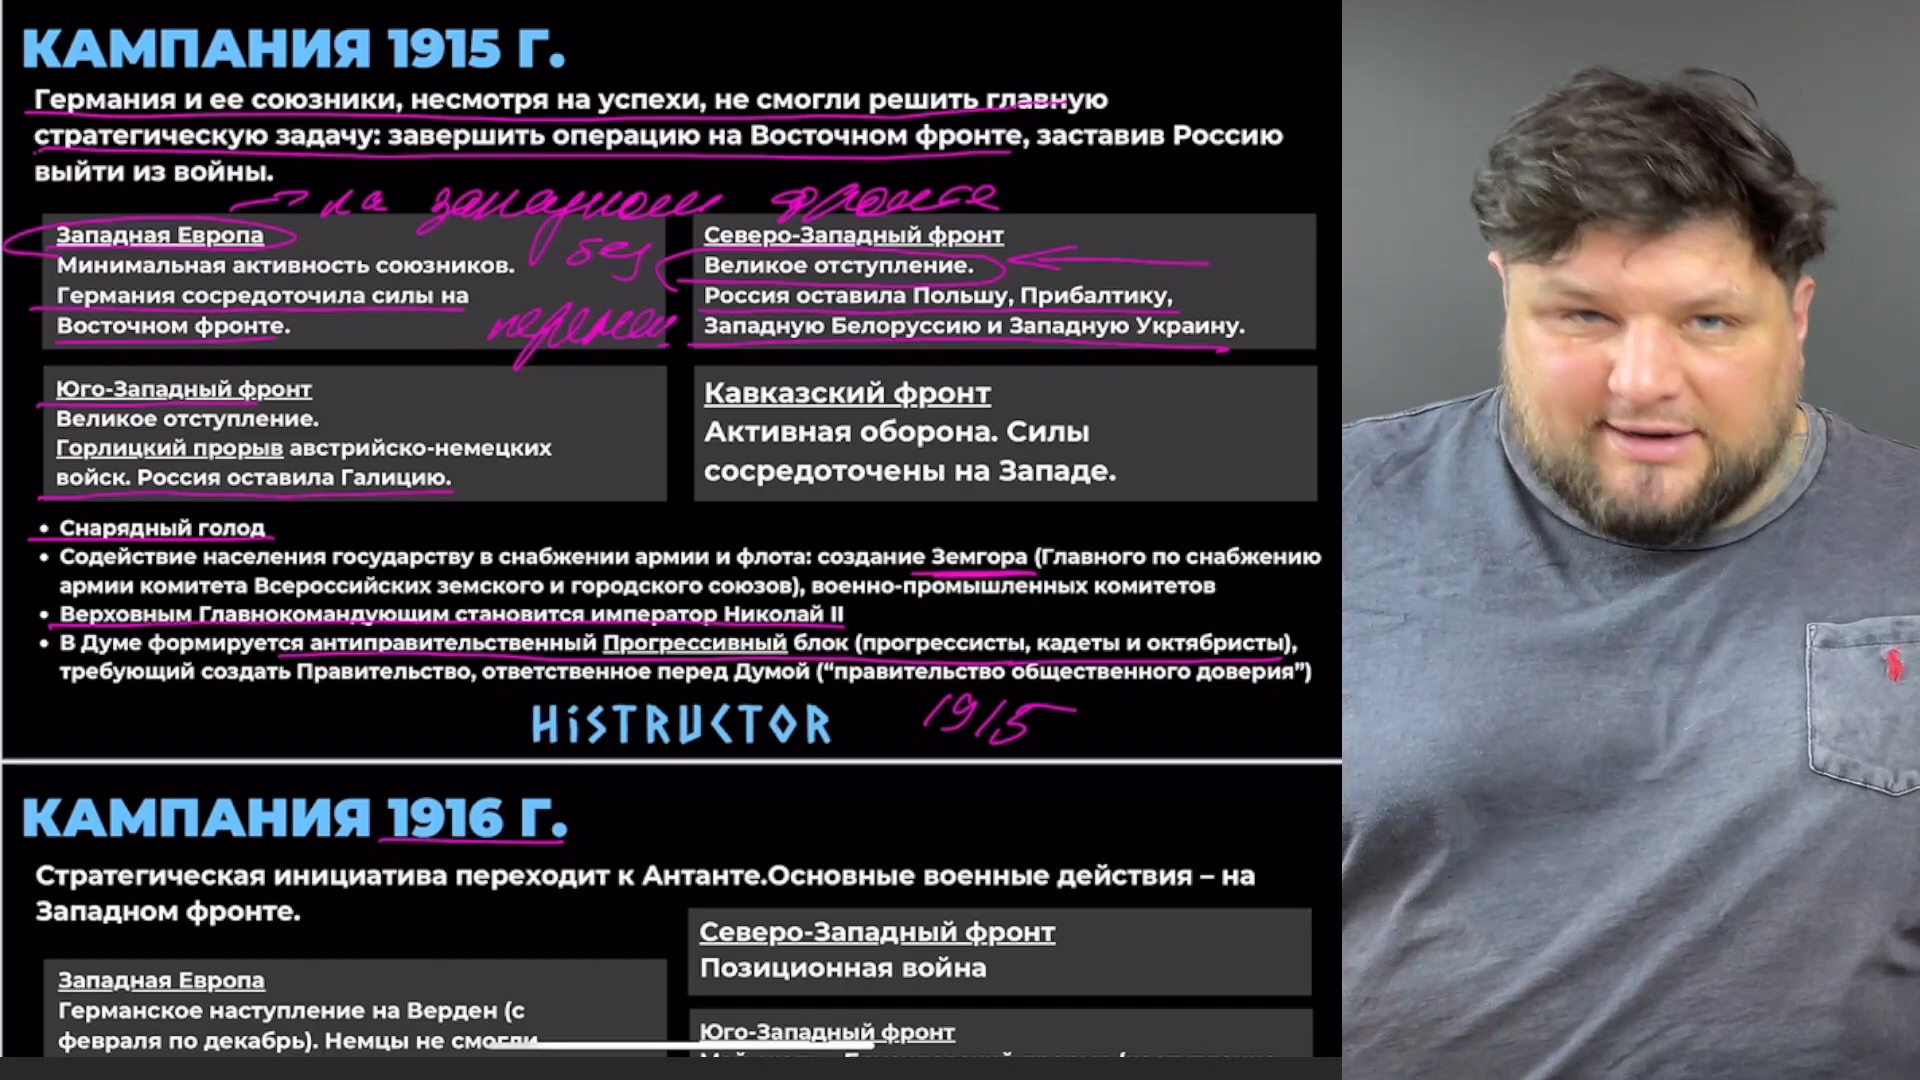 КАМПАНИЯ 1915 Г.
Германия и ее союзники, несмотря на успехи, не смогли решить главную
стратегическую задачу: завершить операцию на Восточном фронте, заставив Россию
выйти из войны.
на западном фронте
без
перемен
Западная Европа
Минимальная активность союзников.
Германия сосредоточила силы на
Восточном фронте.
Северо-Западный фронт
Великое отступление.
Россия оставила Польшу, Прибалтику,
Западную Белоруссию и Западную Украину.
Юго-Западный фронт
Великое отступление.
Горлицкий прорыв австрийско-немецких
войск. Россия оставила Галицию.
Кавказский фронт
Активная оборона. Силы
сосредоточены на Западе.
• Снарядный голод
• Содействие населения государству в снабжении армии и флота: создание Земгора (Главного по снабжению
армии комитета Всероссийских земского и городского союзов), военно-промышленных комитетов
• Верховным Главнокомандующим становится император Николай II
• В Думе формируется антиправительственный Прогрессивный блок (прогрессисты, кадеты и октябристы),
требующий создать Правительство, ответственное перед Думой (“правительство общественного доверия”)
HiSTRUCTOR
1915
КАМПАНИЯ 1916 Г.
Стратегическая инициатива переходит к Антанте.Основные военные действия – на
Западном фронте.
Западная Европа
Германское наступление на Верден (с
февраля по декабрь). Немцы не смогли
Северо-Западный фронт
Позиционная война
Юго-Западный фронт